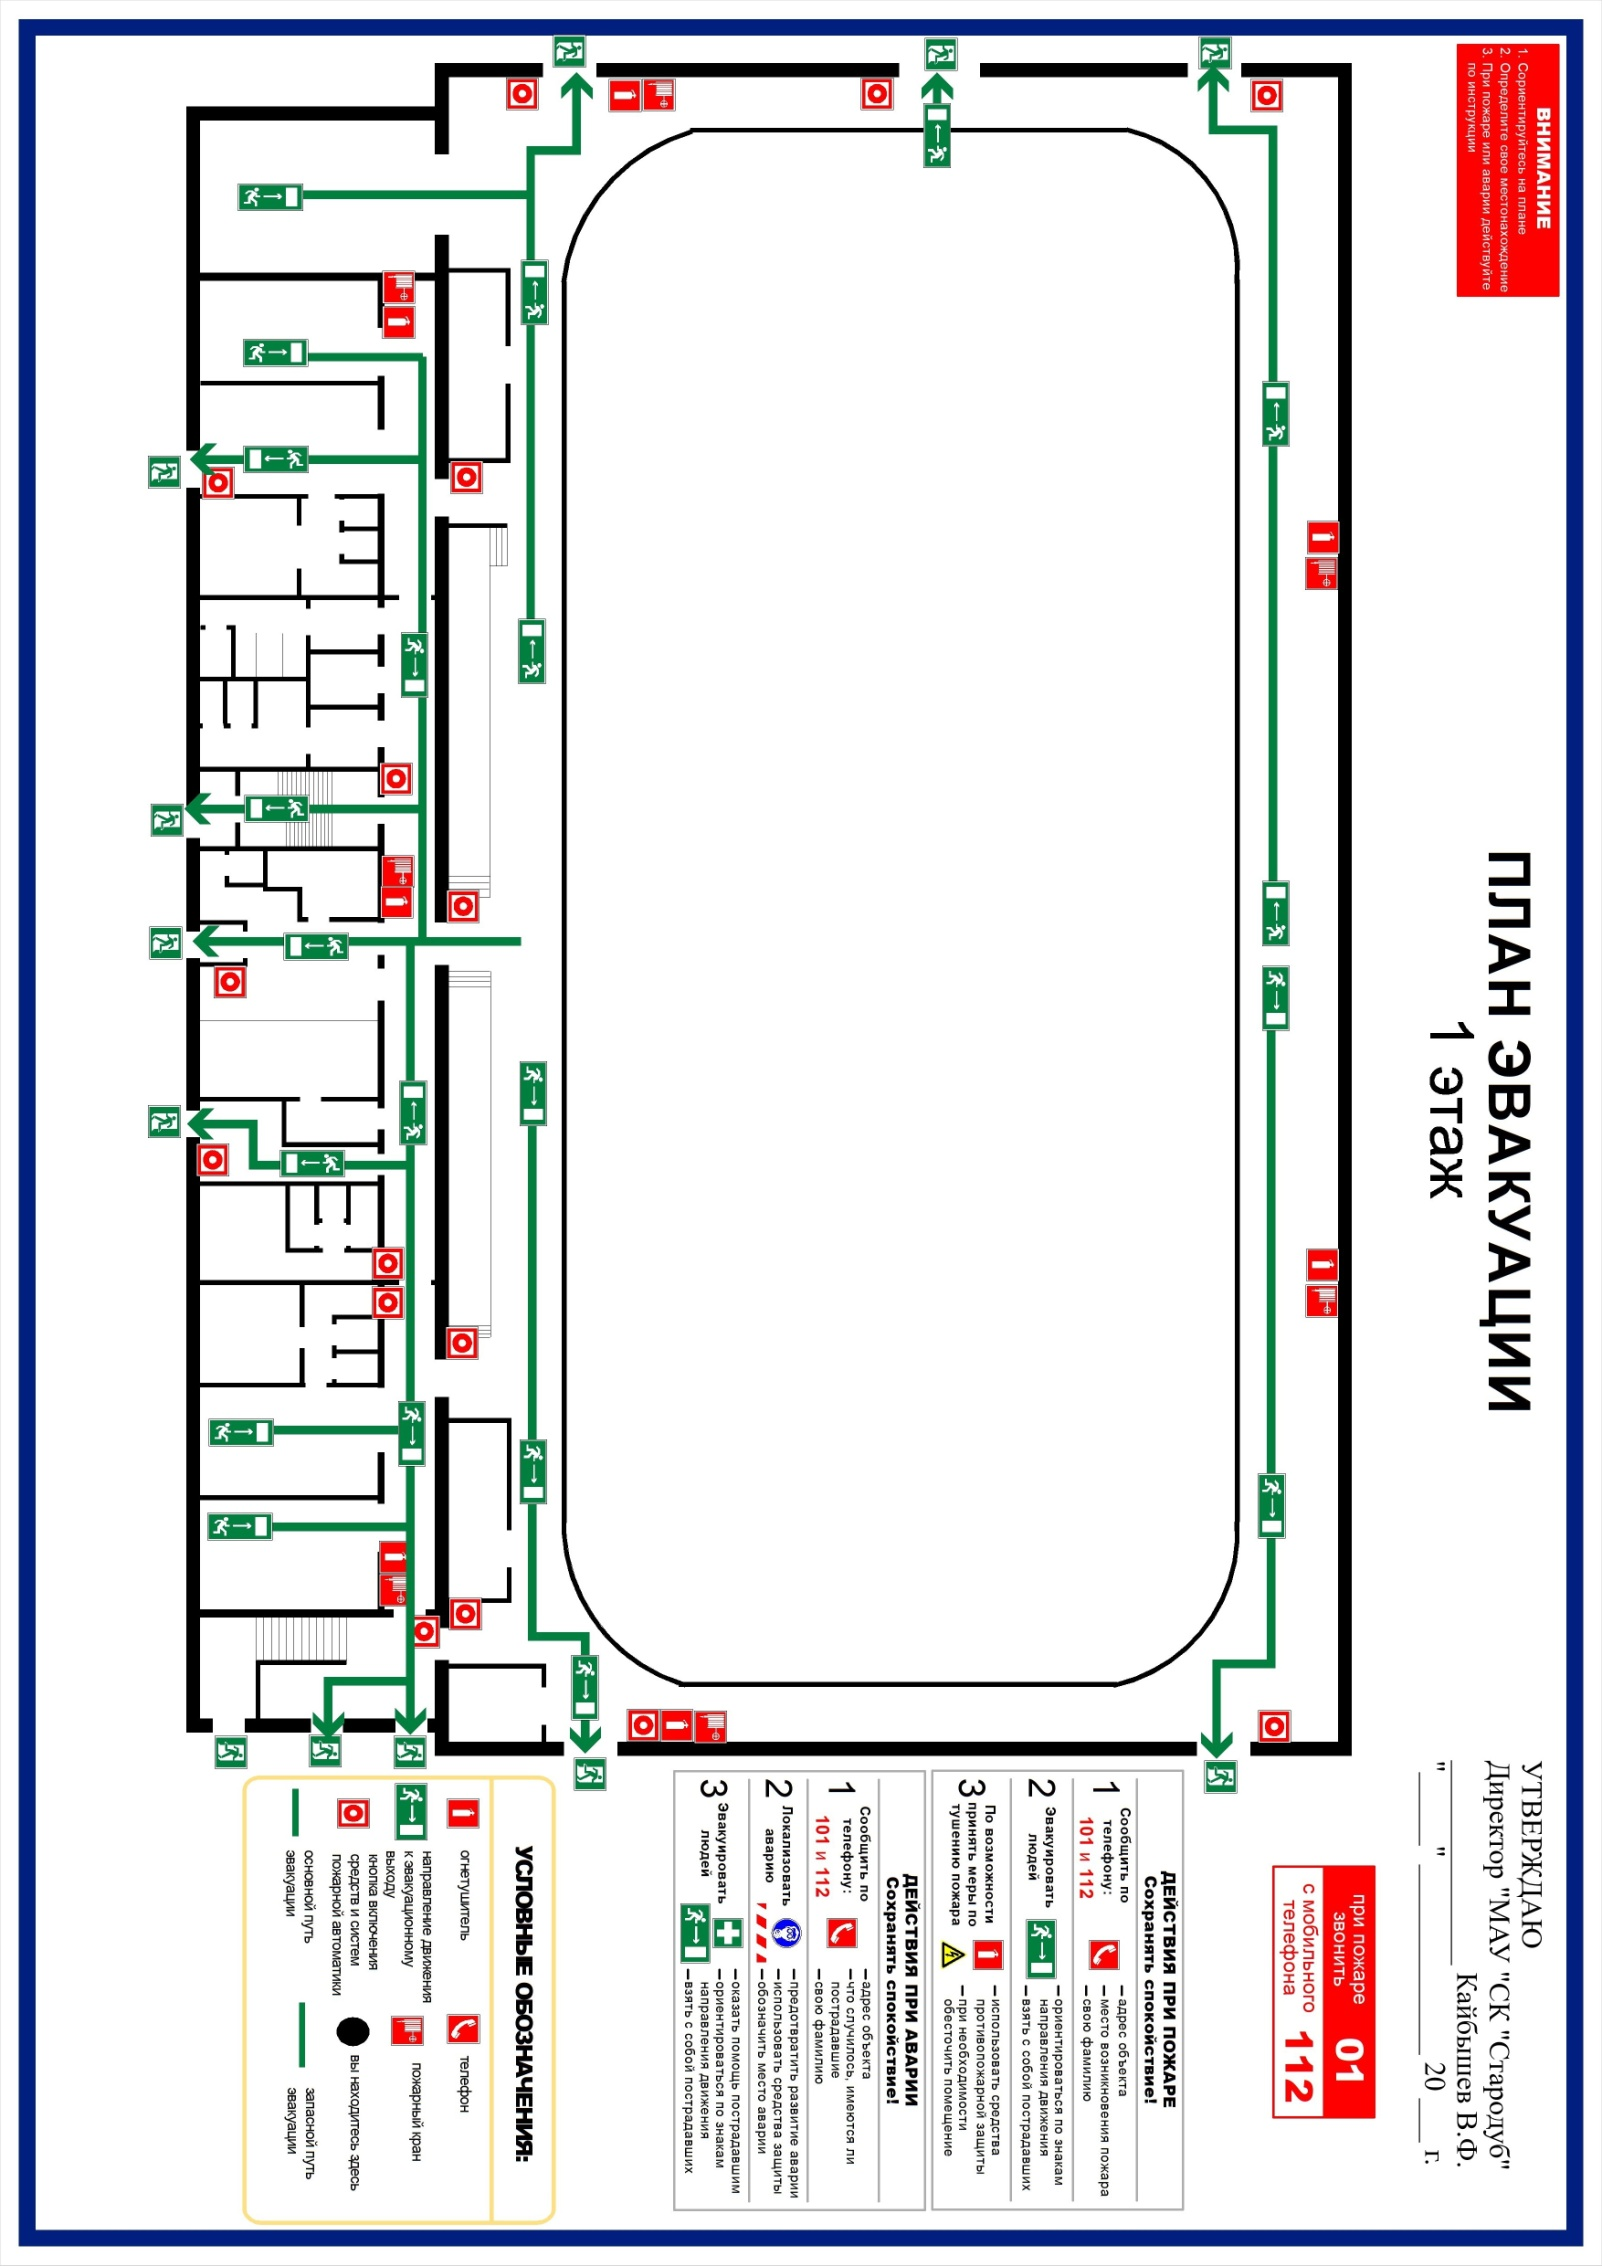 ВНИМАНИЕ
1. Сориентируйтесь на плане
2. Определите свое местонахождение
3. При пожаре или аварии действуйте
по инструкции
ПЛАН ЭВАКУАЦИИ
1 этаж
УТВЕРЖДАЮ
Директор "МАУ "СК "Стародуб"
____________ Кайбышев В.Ф.
"____" ____________ 20 ___ г.
при пожаре
звонить
01
с мобильного
телефона
112
ДЕЙСТВИЯ ПРИ ПОЖАРЕ
Сохранять спокойствие!
1
Сообщить по
телефону:
101 и 112
– адрес объекта
– место возникновения пожара
– свою фамилию
2
Эвакуировать
людей
– ориентироваться по знакам
направления движения
– взять с собой пострадавших
3
По возможности
принять меры по
тушению пожара
– использовать средства
противопожарной защиты
– при необходимости
обесточить помещение
ДЕЙСТВИЯ ПРИ АВАРИИ
Сохранять спокойствие!
1
Сообщить по
телефону:
101 и 112
– адрес объекта
– что случилось, имеются ли
пострадавшие
– свою фамилию
2
Локализовать
аварию
– предотвратить развитие аварии
– использовать средства защиты
– обозначить место аварии
3
Эвакуировать
людей
– оказать помощь пострадавшим
– ориентироваться по знакам
направления движения
– взять с собой пострадавших
УСЛОВНЫЕ ОБОЗНАЧЕНИЯ:
огнетушитель
направление движения
к эвакуационному
выходу
кнопка включения
средств и систем
пожарной автоматики
основной путь
эвакуации
телефон
пожарный кран
вы находитесь здесь
запасной путь
эвакуации